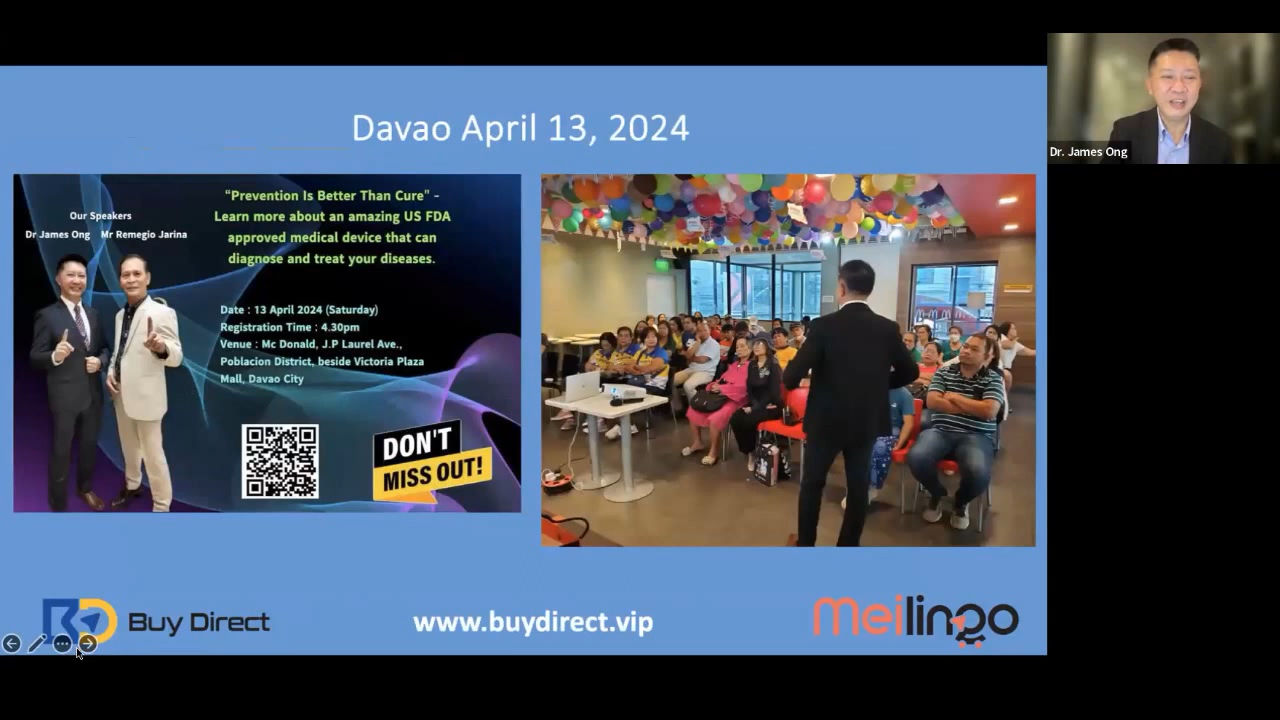 Davao April 13, 2024
Dr. James Ong
Our Speakers
Dr James Ong Mr Remegio Jarina
“Prevention Is Better Than Cure” -
Learn more about an amazing US FDA
approved medical device that can
diagnose and treat your diseases.
Date : 13 April 2024 (Saturday)
Registration Time : 4.30pm
Venue : Mc Donald, J.P Laurel Ave.,
Poblacion District, beside Victoria Plaza
Mall, Davao City
DON'T
MISS OUT!
Buy Direct
www.buydirect.vip
meilingo